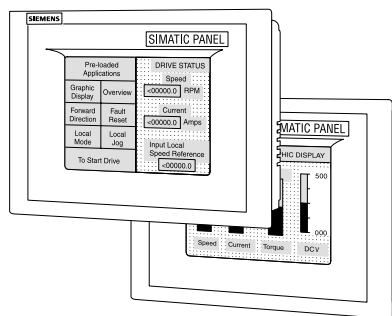 SIEMENS
SIMATIC PANEL
Pre-loaded
Applications
Graphic
Display
Overview
Forward
Direction
Fault
Reset
Local
Mode
Local
Jog
To Start Drive
DRIVE STATUS
Speed
<00000.0 RPM
Current
<00000.0 Amps
Input Local
Speed Reference
<00000.0
MATIC PANEL
HIC DISPLAY
500
000
Speed
Current
Torque
DCV